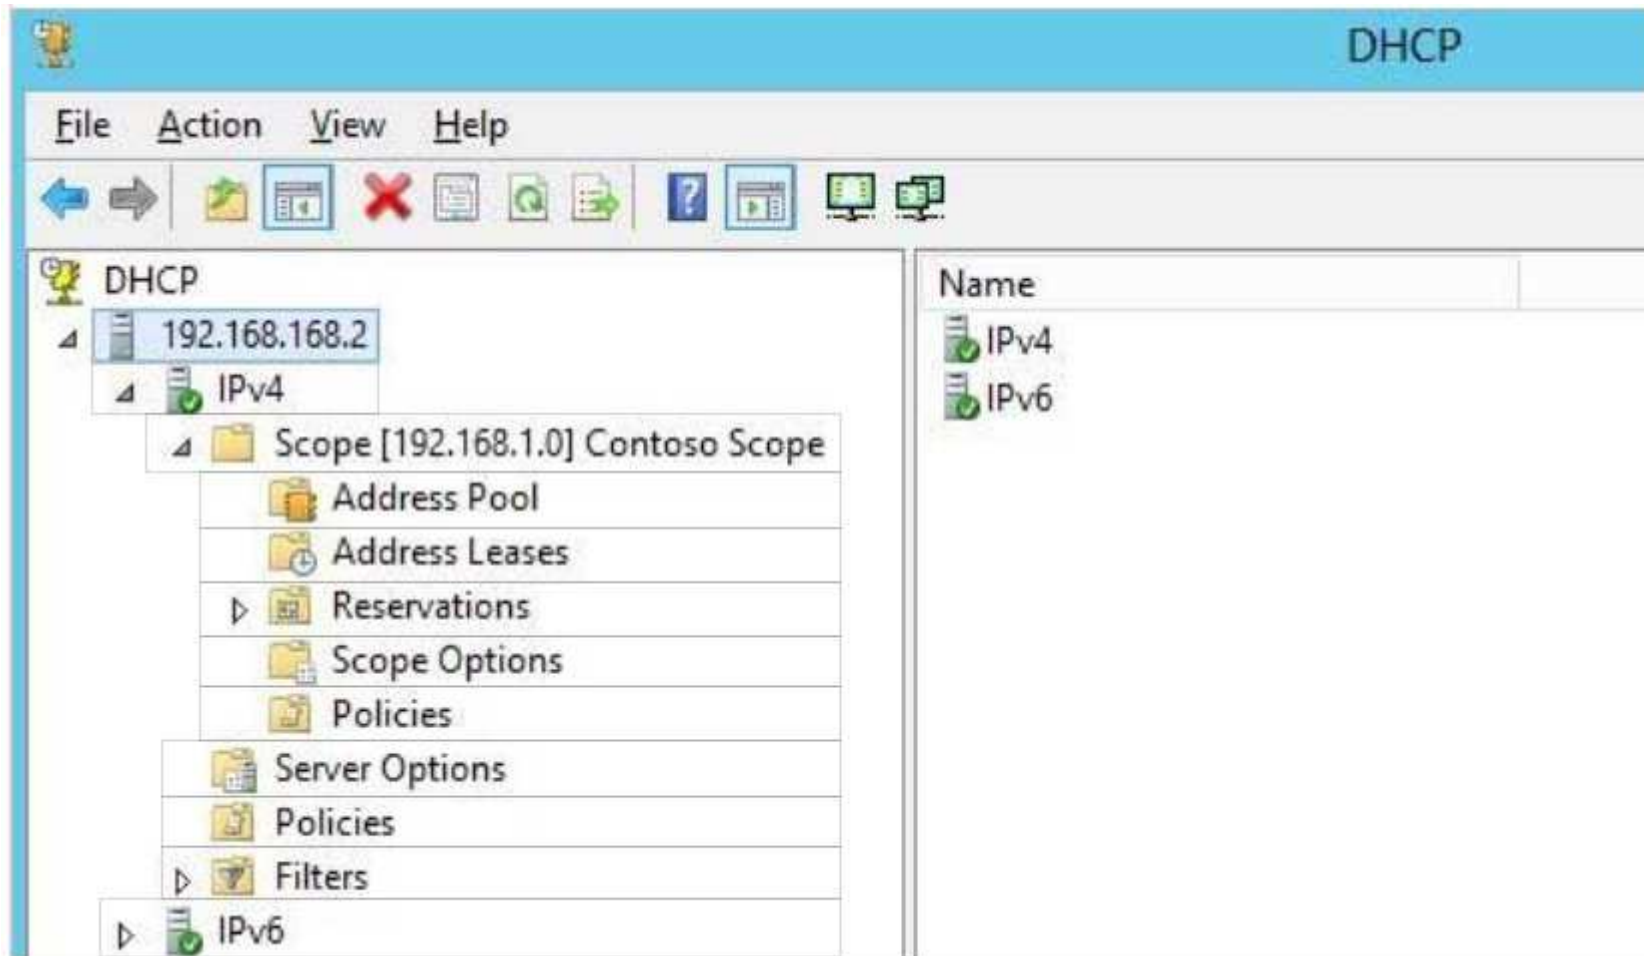 DHCP
File Action View Help
DHCP
192.168.168.2
IPv4
Scope [192.168.1.0] Contoso Scope
Address Pool
Address Leases
Reservations
Scope Options
Policies
Server Options
Policies
Filters
IPv6
Name
IPv4
IPv6